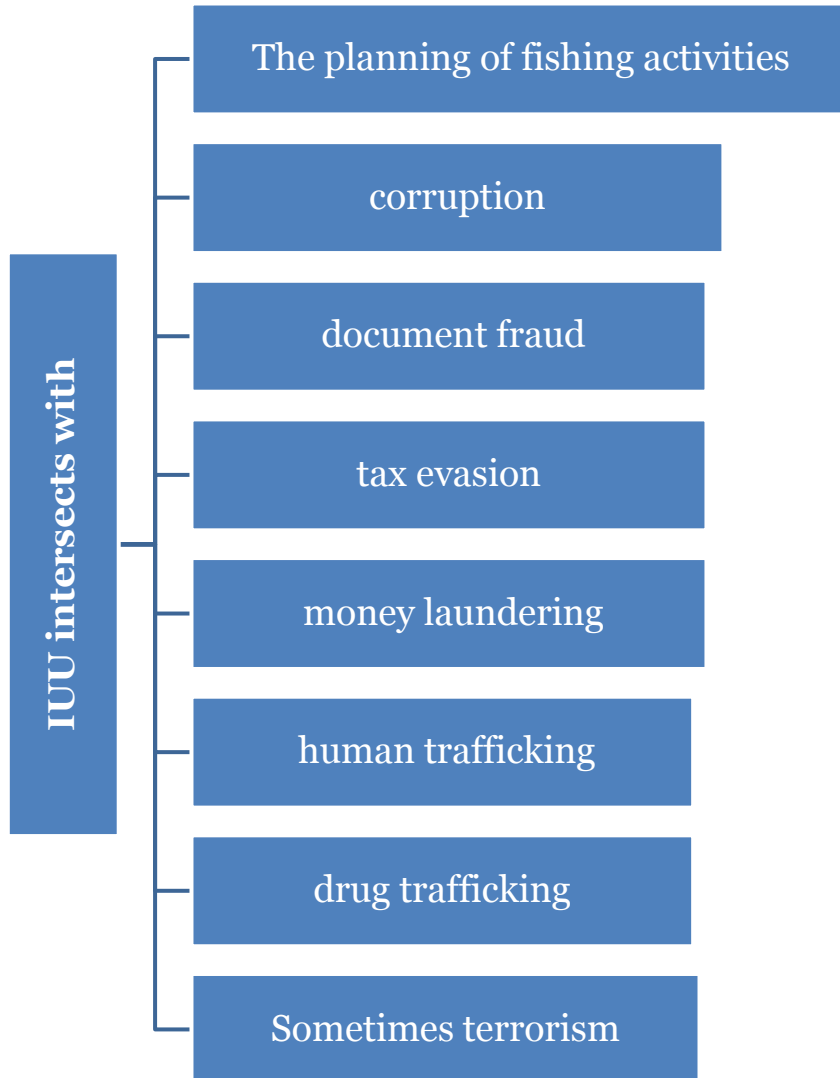 IUU intersects with
The planning of fishing activities
corruption
document fraud
tax evasion
money laundering
human trafficking
drug trafficking
Sometimes terrorism